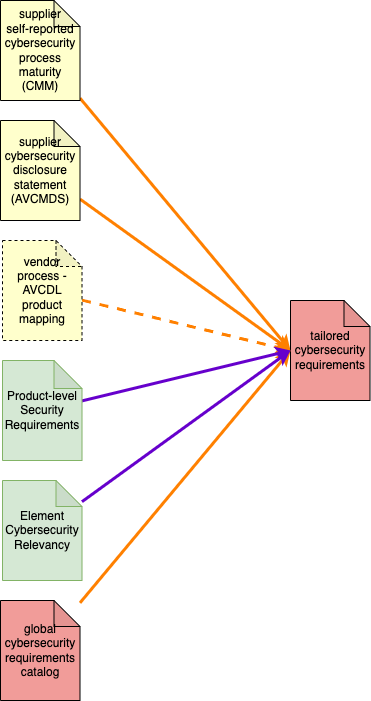 supplier
self-reported
cybersecurity
process
maturity
(CMM)
supplier
cybersecurity
disclosure
statement
(AVCMDS)
vendor
process -
AVCDL
product
mapping
Product-level
Security
Requirements
Element
Cybersecurity
Relevancy
global
cybersecurity
requirements
catalog
tailored
cybersecurity
requirements